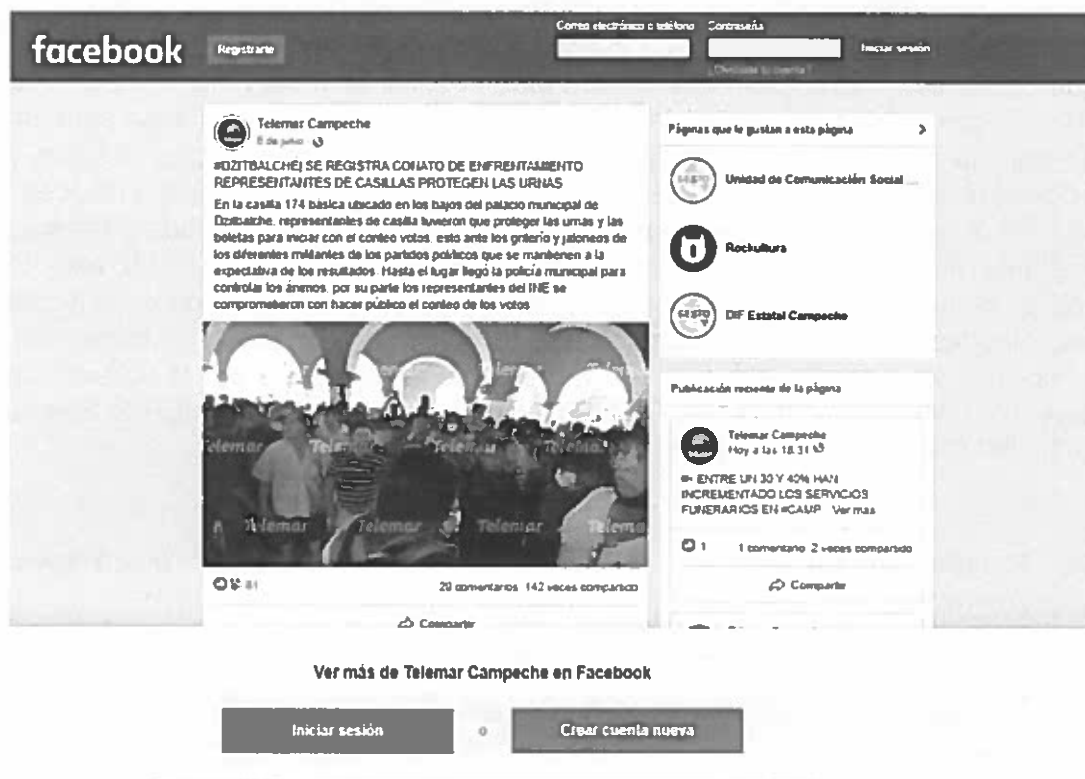 Correo electrónico o teléfono Contraseña
facebook Registrarte Iniciar sesión
¿Olvidaste tu cuenta?
Telemar Campeche
6 de junio
#DZITBALCHÉ| SE REGISTRA CONATO DE ENFRENTAMIENTO
REPRESENTANTES DE CASILLAS PROTEGEN LAS URNAS
En la casilla 174 básica ubicado en los bajos del palacio municipal de
Dzitbalche, representantes de casilla tuvieron que proteger las urnas y las
boletas para iniciar con el conteo votos, esto ante los griterio y jaloneos de
los diferentes militantes de los partidos políticos que se mantienen a la
expectativa de los resultados. Hasta el lugar llegó la policía municipal para
controlar los ánimos, por su parte los representantes del INE se
comprometieron con hacer público el conteo de los votos
Telemar
Telemar Telemar Telemar
Telemar Telemar Telemar
81 20 comentarios 142 veces compartido
Compartir
Páginas que le gustan a esta página
Unidad de Comunicación Social ...
Rockultura
DIF Estatal Campeche
Publicación reciente de la página
Telemar Campeche
Hoy a las 18:31
ENTRE UN 30 Y 40% HAN
INCREMENTADO LOS SERVICIOS
FUNERARIOS EN #CAMP... Ver más
1 1 comentario 2 veces compartido
Compartir
Ver más de Telemar Campeche en Facebook
Iniciar sesión o Crear cuenta nueva